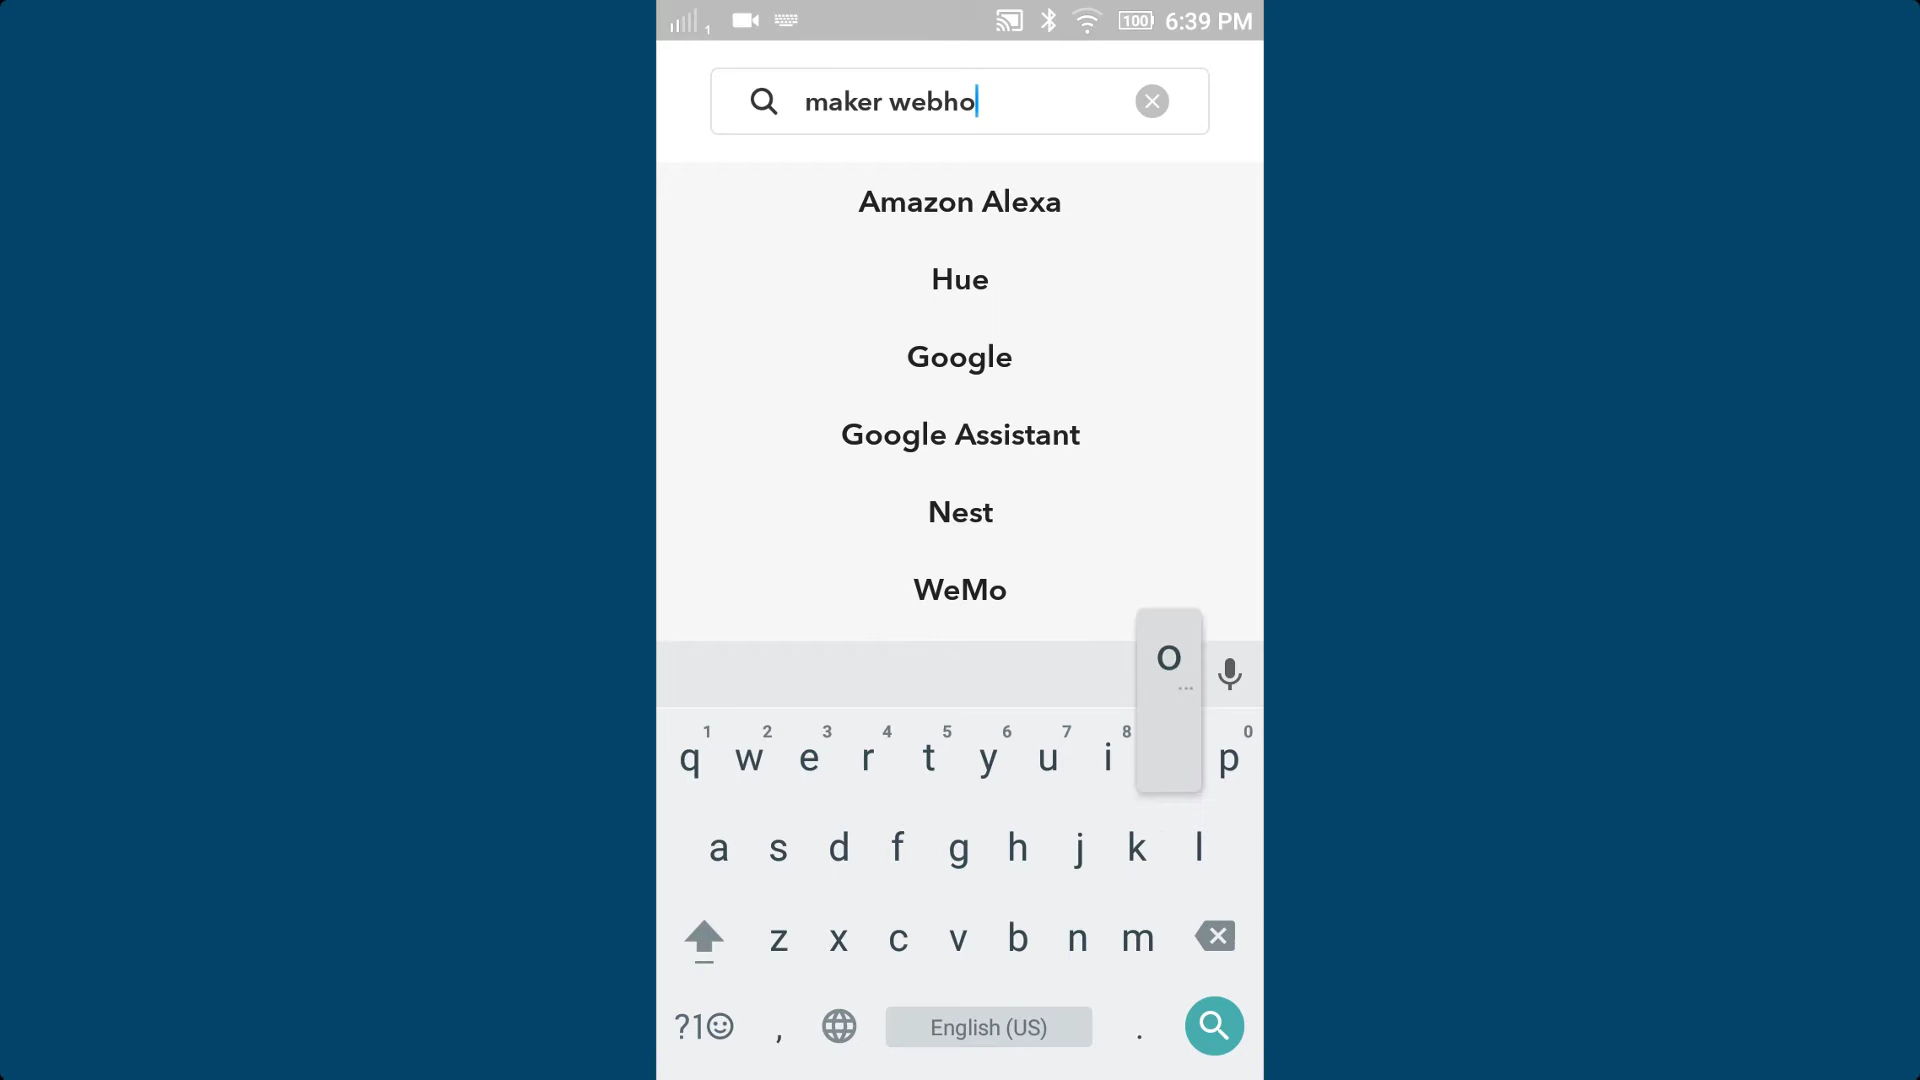 1 100 6:39 PM
maker webho
Amazon Alexa
Hue
Google
Google Assistant
Nest
WeMo
o
...
1 2 3 4 5 6 7 8 0
q w e r t y u i p
a s d f g h j k l
z x c v b n m
?1☺ , English (US) .